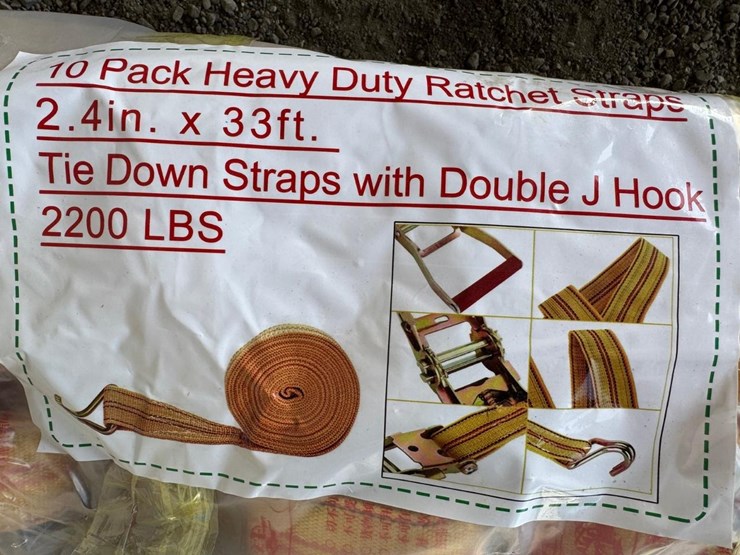 10 Pack Heavy Duty Ratchet Straps
2.4in. x 33ft.
Tie Down Straps with Double J Hook
2200 LBS